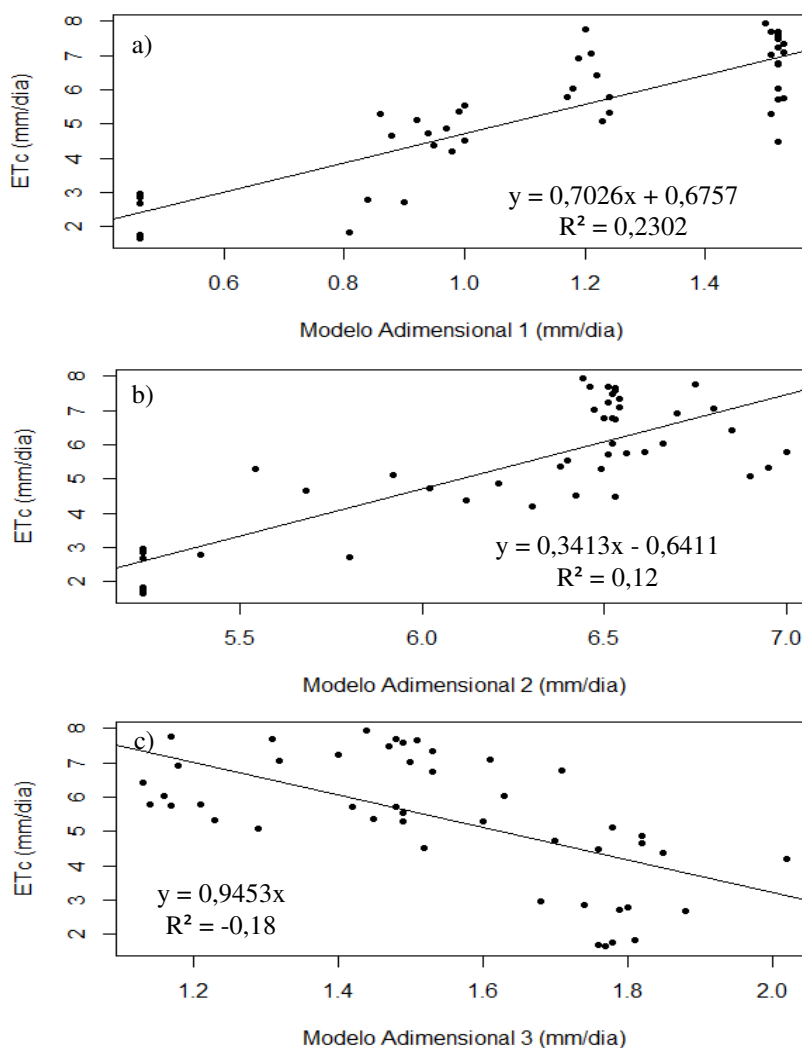 a)
ETc (mm/dia)
8
7
6
5
4
3
2
y = 0,7026x + 0,6757
R² = 0,2302
0.6 0.8 1.0 1.2 1.4
Modelo Adimensional 1 (mm/dia)
b)
ETc (mm/dia)
8
7
6
5
4
3
2
y = 0,3413x - 0,6411
R² = 0,12
5.5 6.0 6.5 7.0
Modelo Adimensional 2 (mm/dia)
c)
ETc (mm/dia)
8
7
6
5
4
3
2
y = 0,9453x
R² = -0,18
1.2 1.4 1.6 1.8 2.0
Modelo Adimensional 3 (mm/dia)